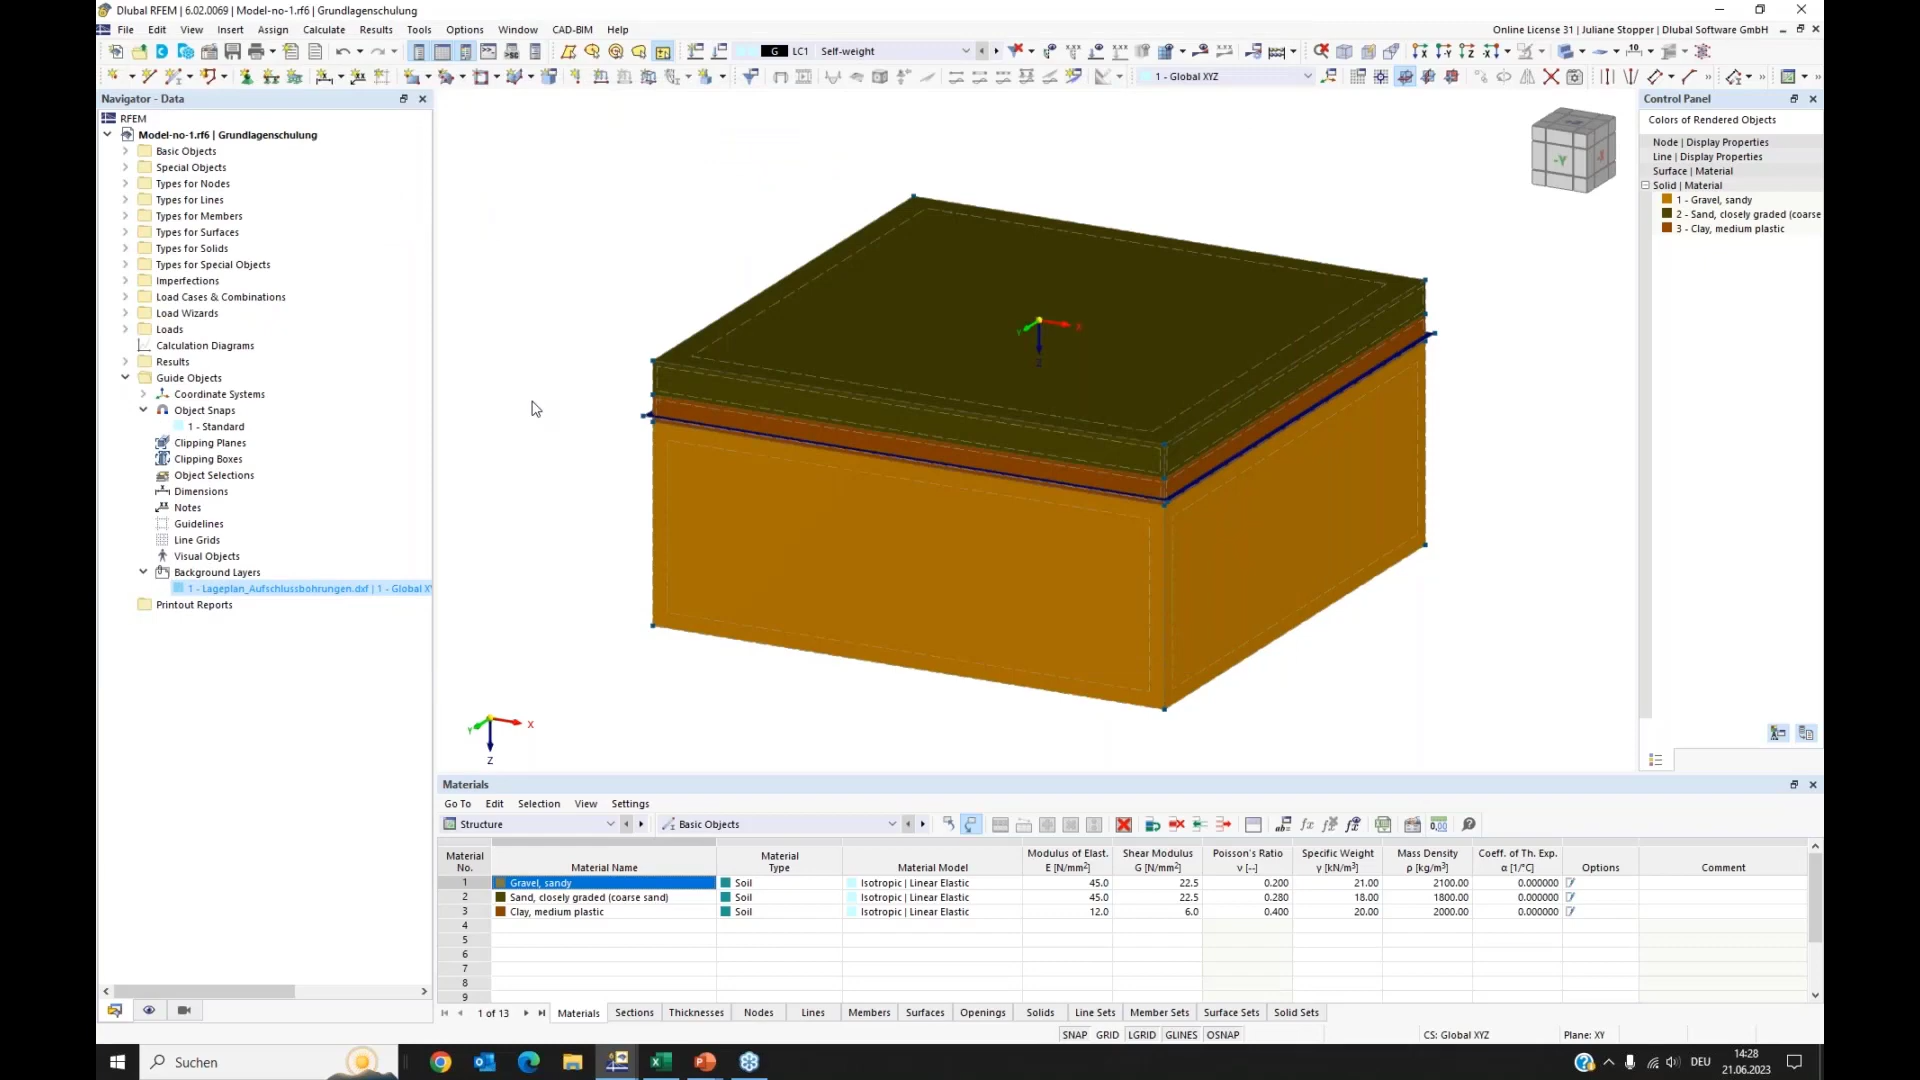 Dlubal RFEM | 6.02.0069 | Model-no-1.rf6 | Grundlagenschulung
File Edit View Insert Assign Calculate Results Tools Options Window CAD-BIM Help
Online License 31 | Juliane Stopper | Dlubal Software GmbH
G LC1 Self-weight
1 - Global XYZ
Navigator - Data
RFEM
Model-no-1.rf6 | Grundlagenschulung
Basic Objects
Special Objects
Types for Nodes
Types for Lines
Types for Members
Types for Surfaces
Types for Solids
Types for Special Objects
Imperfections
Load Cases & Combinations
Load Wizards
Loads
Calculation Diagrams
Results
Guide Objects
Coordinate Systems
Object Snaps
1 - Standard
Clipping Planes
Clipping Boxes
Object Selections
Dimensions
Notes
Guidelines
Line Grids
Visual Objects
Background Layers
1 - Lageplan_Aufschlussbohrungen.dxf | 1 - Global X
Printout Reports
-Y
-X
X
Y
Z
X
Y
Z
Control Panel
Colors of Rendered Objects
Node | Display Properties
Line | Display Properties
Surface | Material
Solid | Material
1 - Gravel, sandy
2 - Sand, closely graded (coarse
3 - Clay, medium plastic
Materials
Go To Edit Selection View Settings
Structure
Basic Objects
Material No. Material Name Material Type Material Model Modulus of Elast. E [N/mm²] Shear Modulus G [N/mm²] Poisson's Ratio ν [--] Specific Weight γ [kN/m³] Mass Density ρ [kg/m³] Coeff. of Th. Exp. α [1/°C] Options Comment
1 Gravel, sandy Soil Isotropic | Linear Elastic 45.0 22.5 0.200 21.00 2100.00 0.000000
2 Sand, closely graded (coarse sand) Soil Isotropic | Linear Elastic 45.0 22.5 0.280 18.00 1800.00 0.000000
3 Clay, medium plastic Soil Isotropic | Linear Elastic 12.0 6.0 0.400 20.00 2000.00 0.000000
4
5
6
7
8
9
1 of 13 Materials Sections Thicknesses Nodes Lines Members Surfaces Openings Solids Line Sets Member Sets Surface Sets Solid Sets
SNAP GRID LGRID GLINES OSNAP
CS: Global XYZ
Plane: XY
Suchen
DEU
14:28
21.06.2023